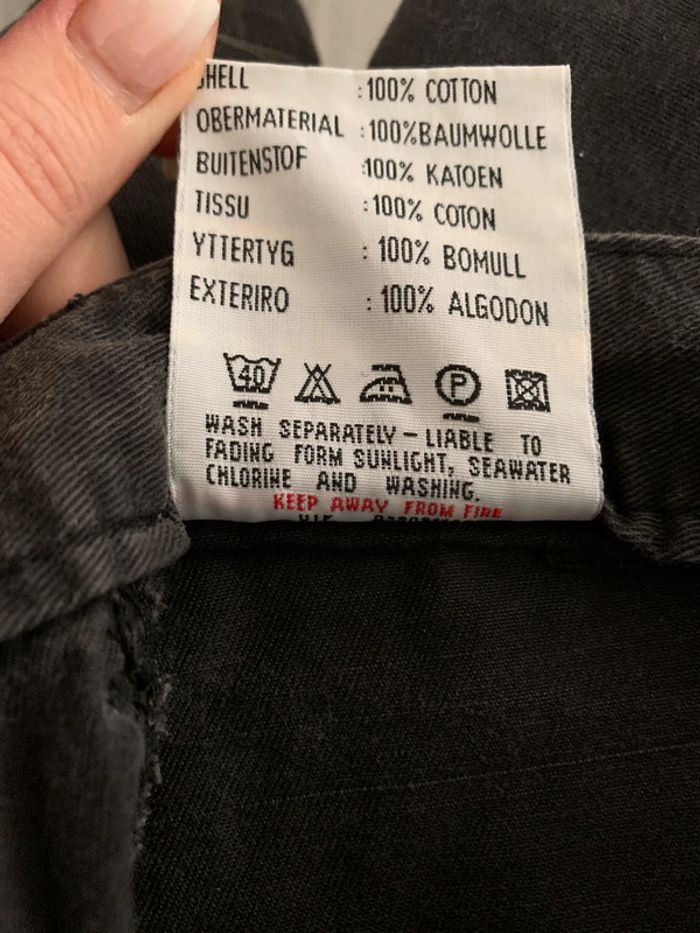 SHELL : 100% COTTON
OBERMATERIAL : 100%BAUMWOLLE
BUITENSTOF :100% KATOEN
TISSU : 100% COTON
YTTERTYG : 100% BOMULL
EXTERIRO : 100% ALGODON
40 P
WASH SEPARATELY – LIABLE TO
FADING FORM SUNLIGHT, SEAWATER
CHLORINE AND WASHING.
KEEP AWAY FROM FIRE